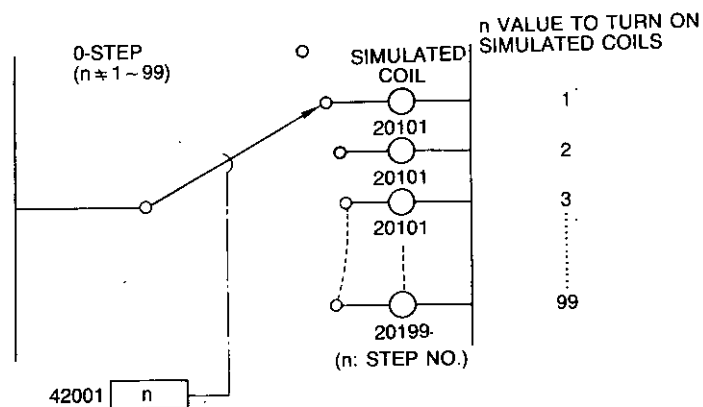 n VALUE TO TURN ON
SIMULATED COILS
0-STEP
(n ≠ 1 ~ 99)
SIMULATED
COIL
20101
1
20101
2
20101
3
20199
99
(n: STEP NO.)
42001
n